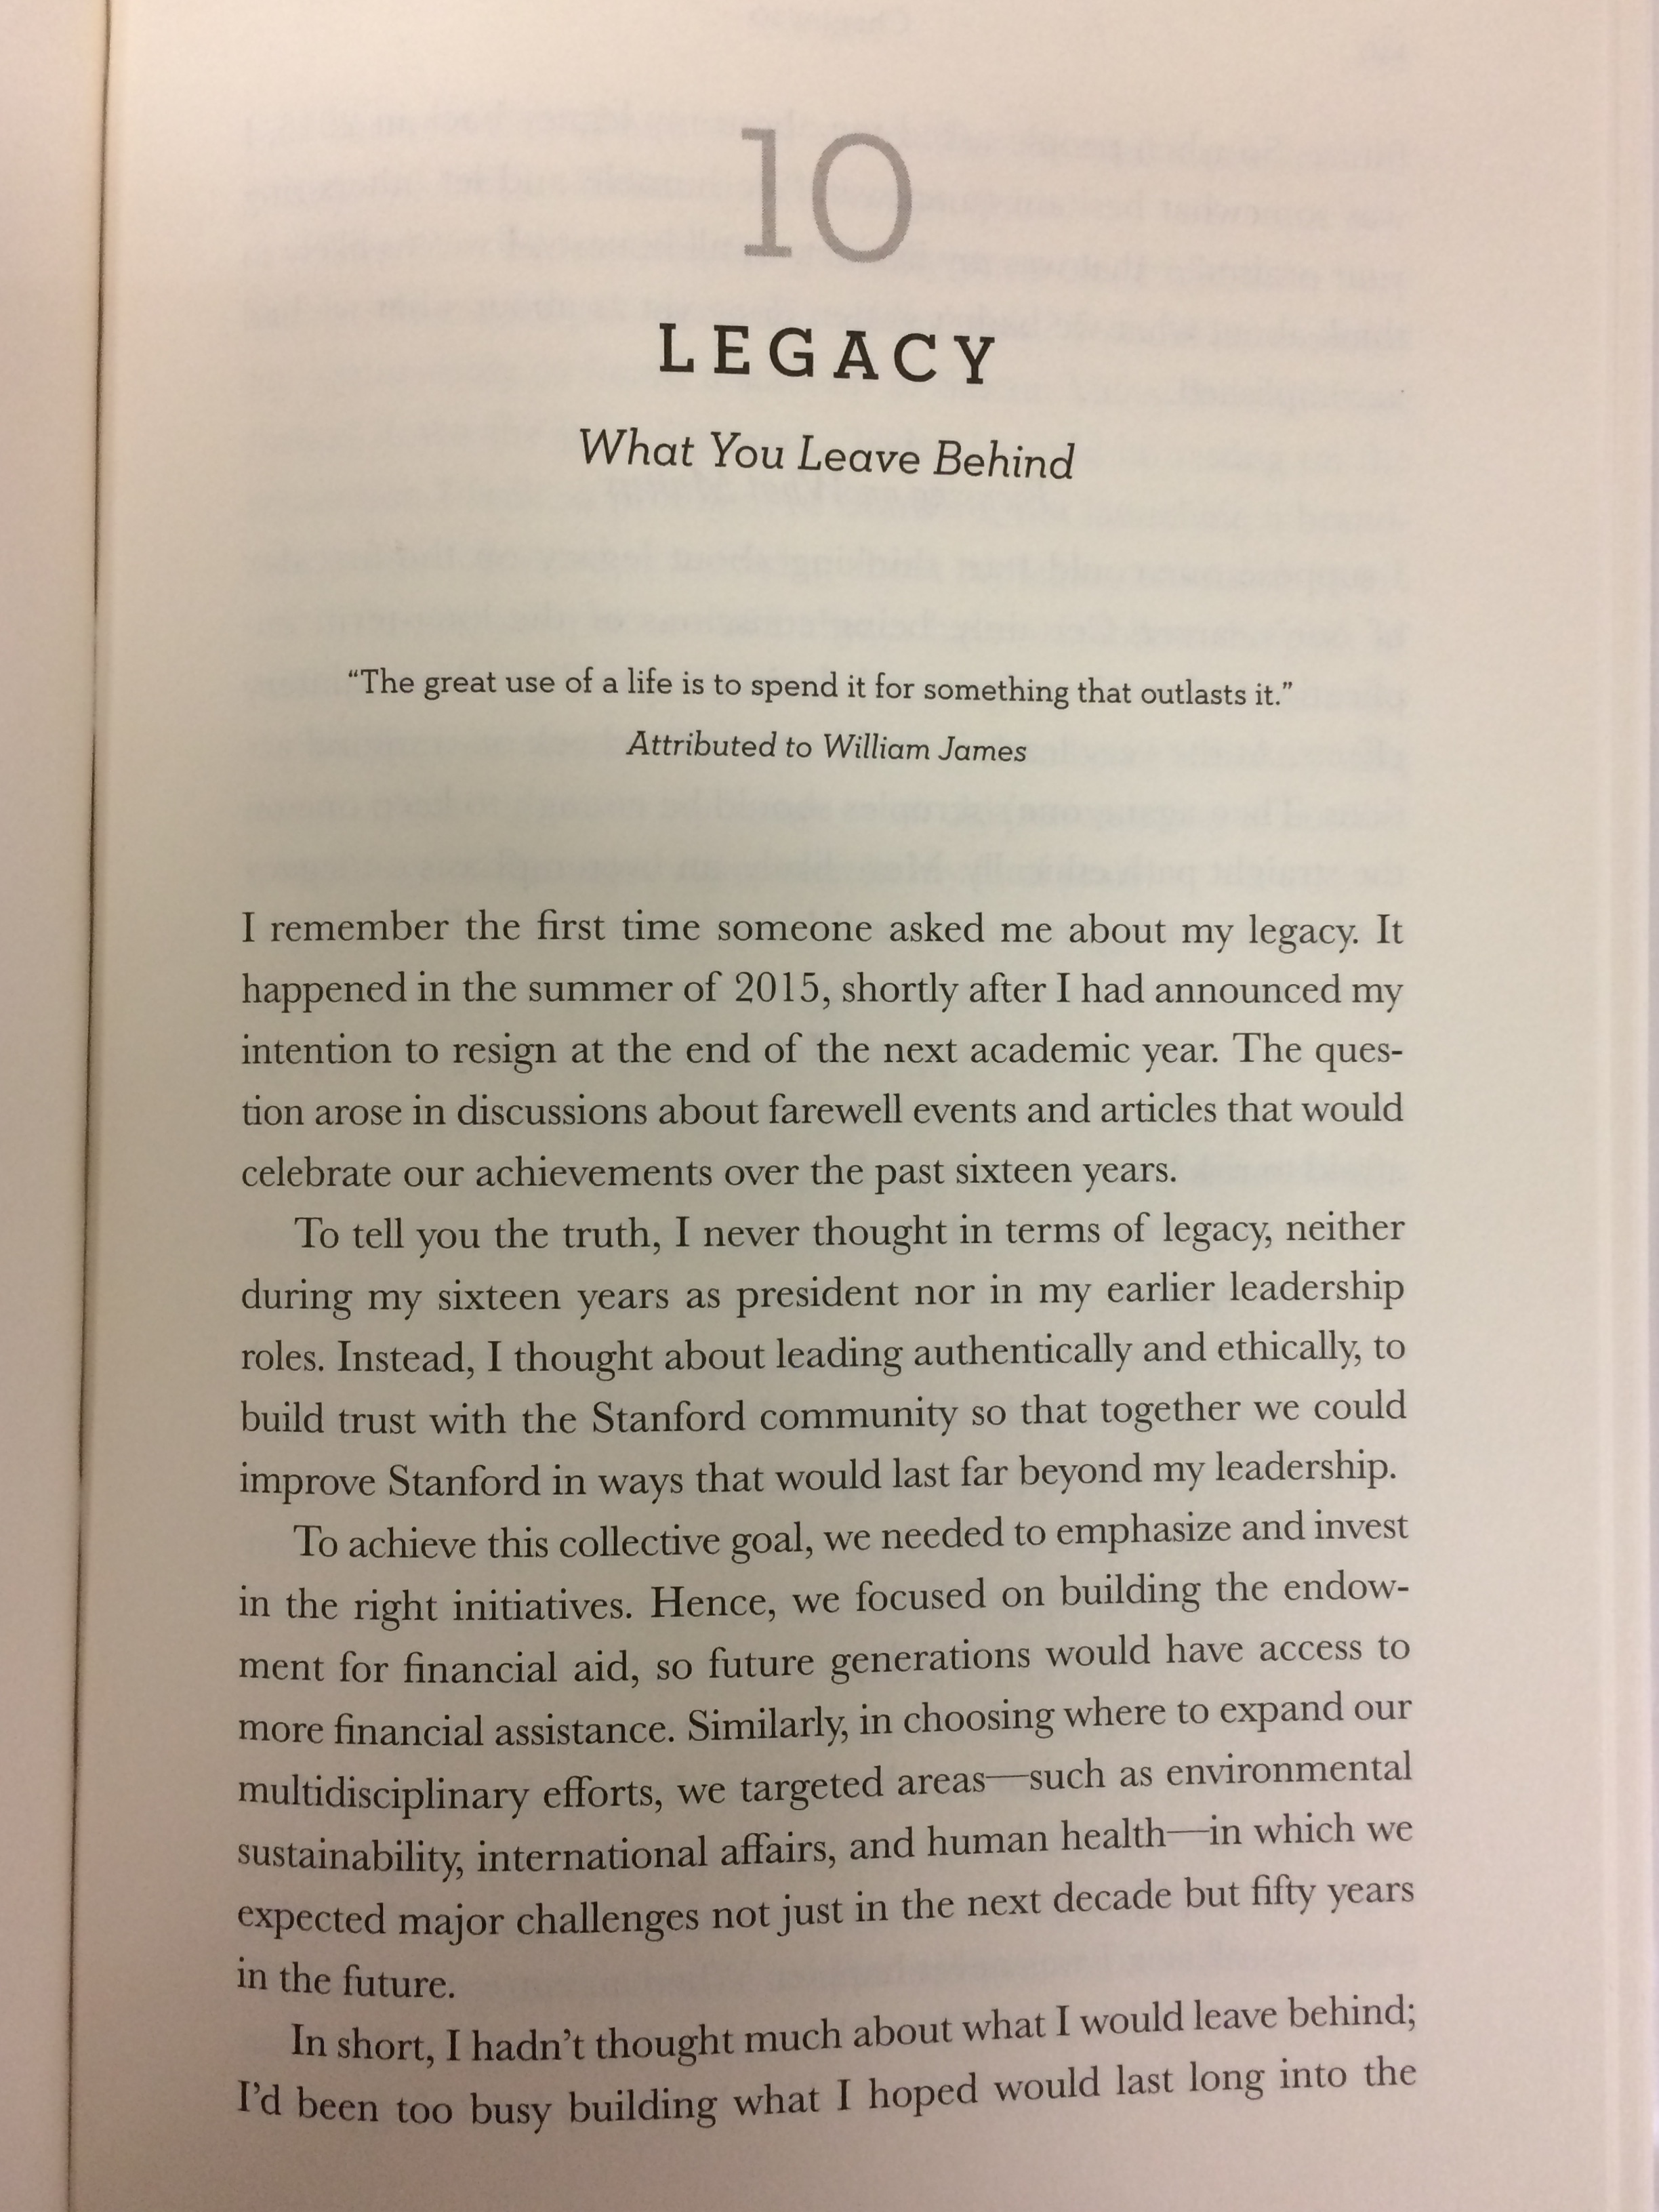 10
LEGACY
What You Leave Behind
“The great use of a life is to spend it for something that outlasts it.”
Attributed to William James
I remember the first time someone asked me about my legacy. It
happened in the summer of 2015, shortly after I had announced my
intention to resign at the end of the next academic year. The ques-
tion arose in discussions about farewell events and articles that would
celebrate our achievements over the past sixteen years.
To tell you the truth, I never thought in terms of legacy, neither
during my sixteen years as president nor in my earlier leadership
roles. Instead, I thought about leading authentically and ethically, to
build trust with the Stanford community so that together we could
improve Stanford in ways that would last far beyond my leadership.
To achieve this collective goal, we needed to emphasize and invest
in the right initiatives. Hence, we focused on building the endow-
ment for financial aid, so future generations would have access to
more financial assistance. Similarly, in choosing where to expand our
multidisciplinary efforts, we targeted areas—such as environmental
sustainability, international affairs, and human health—in which we
expected major challenges not just in the next decade but fifty years
in the future.
In short, I hadn’t thought much about what I would leave behind;
I’d been too busy building what I hoped would last long into the